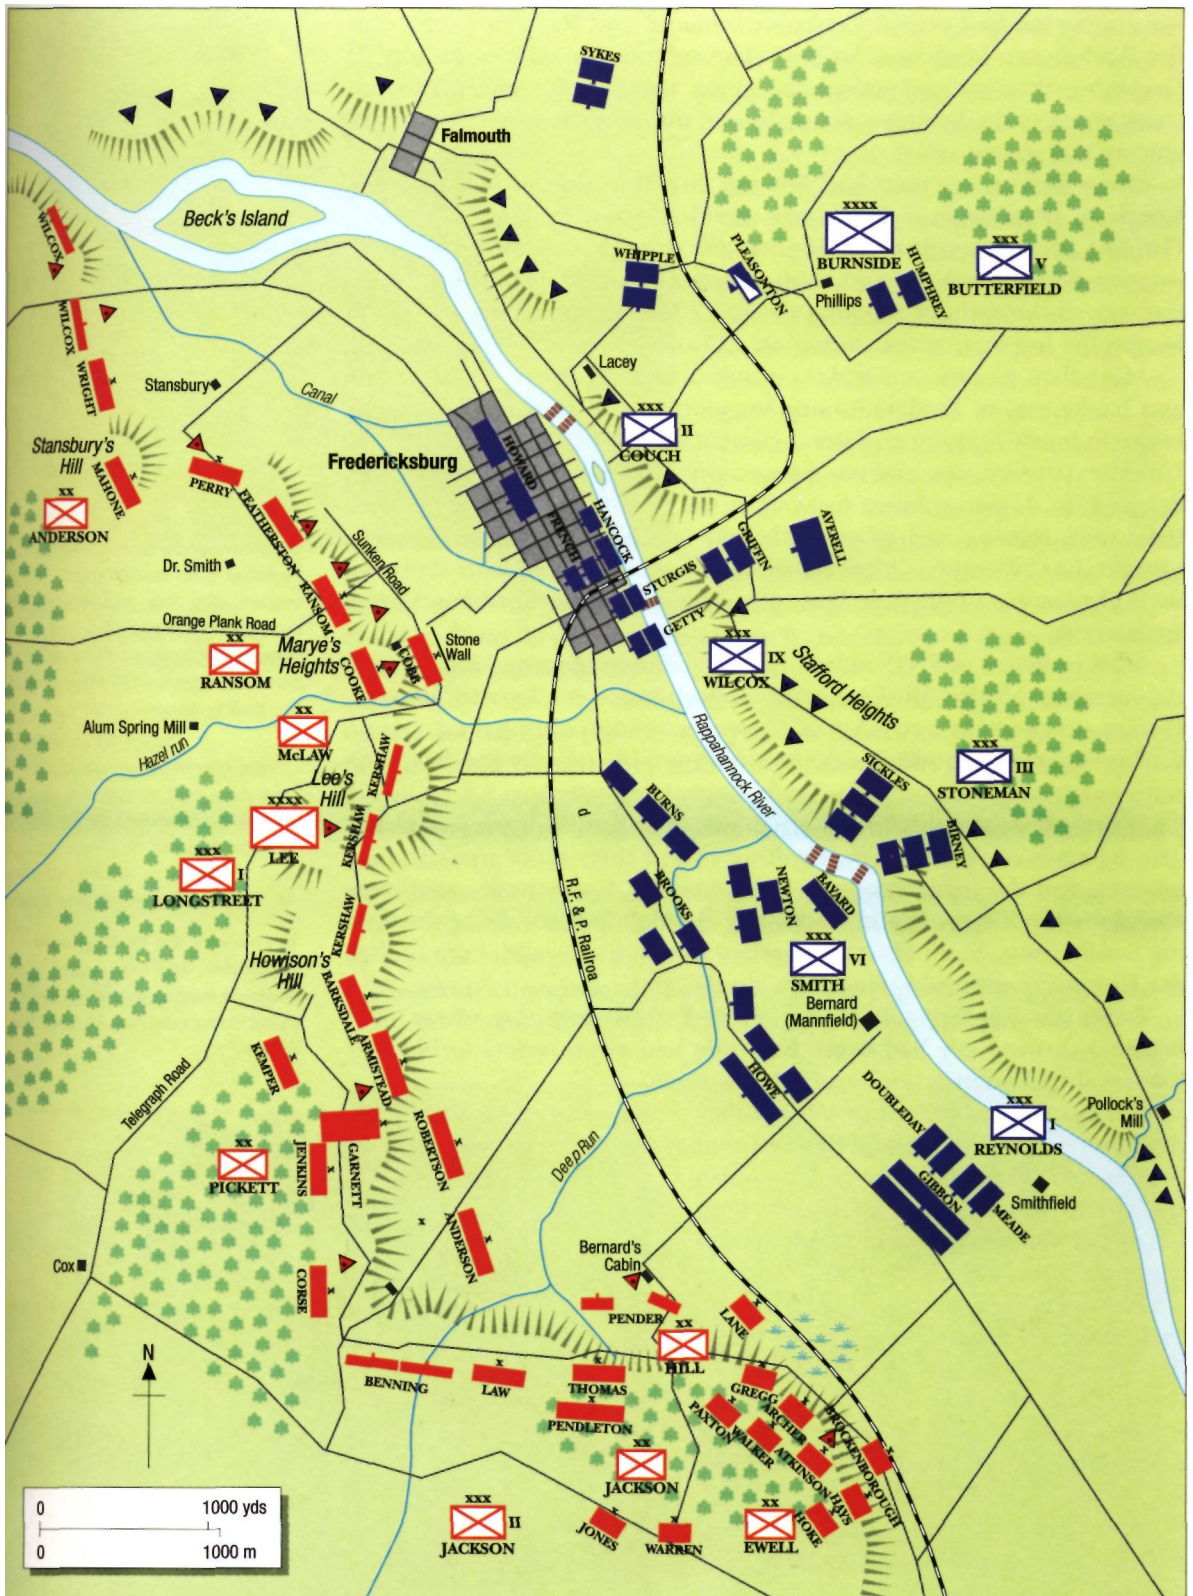 SYKES
Falmouth
Beck's Island
WILCOX
WHIPPLE
PLEASONTON
xxxx
BURNSIDE
HUMPHREY
Phillips
xxx
V
BUTTERFIELD
WILCOX
WRIGHT
x
Stansbury
Canal
Lacey
xxx
II
COUCH
Stansbury's
Hill
MAHONE
x
PERRY
x
Fredericksburg
HOWARD
xx
ANDERSON
FEATHERSTON
x
Sunken Road
FRENCH
HANCOCK
GRIFFIN
AVERELL
Dr. Smith
RANSOM
x
STURGIS
GETTY
Orange Plank Road
xx
RANSOM
Marye's
Heights
COOKE
x
COBB
x
Stone
Wall
xxx
IX
WILCOX
Stafford Heights
Alum Spring Mill
Hazel run
xx
McLAW
Rappahannock River
Lee's
Hill
KERSHAW
xxx
III
STONEMAN
SICKLES
BURNS
d
BIRNEY
xxxx
LEE
KERSHAW
xxx
I
LONGSTREET
R.F. & P. Railroa
BROOKS
NEWTON
BAYARD
KERSHAW
Howison's
Hill
xxx
VI
SMITH
Bernard
(Mannfield)
BARKSDALE
x
ARMISTEAD
x
KEMPER
x
HOWE
Telegraph Road
DOUBLEDAY
xxx
I
REYNOLDS
Pollock's
Mill
ROBERTSON
x
GARNETT
x
JENKINS
x
xx
PICKETT
Deep Run
GIBBON
MEADE
Smithfield
x
ANDERSON
x
Cox
CORSE
x
Bernard's
Cabin
PENDER
LANE
x
xx
HILL
N
BENNING
x
LAW
x
THOMAS
x
PENDLETON
x
GREGG
x
ARCHER
x
PAXTON
x
WALKER
x
ATKINSON
x
BROCKENBOROUGH
x
xx
JACKSON
HAYS
x
HOKE
x
0 1000 yds
0 1000 m
xxx
II
JACKSON
x
JONES
x
WARREN
xx
EWELL